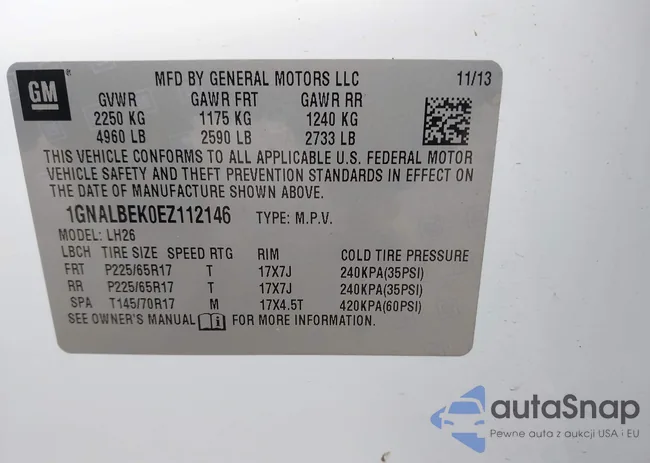 GM
MFD BY GENERAL MOTORS LLC 11/13
GVWR GAWR FRT GAWR RR
2250 KG 1175 KG 1240 KG
4960 LB 2590 LB 2733 LB
THIS VEHICLE CONFORMS TO ALL APPLICABLE U.S. FEDERAL MOTOR
VEHICLE SAFETY AND THEFT PREVENTION STANDARDS IN EFFECT ON
THE DATE OF MANUFACTURE SHOWN ABOVE.
1GNALBEK0EZ112146 TYPE: M.P.V.
MODEL: LH26
LBCH TIRE SIZE SPEED RTG RIM COLD TIRE PRESSURE
FRT P225/65R17 T 17X7J 240KPA(35PSI)
RR P225/65R17 T 17X7J 240KPA(35PSI)
SPA T145/70R17 M 17X4.5T 420KPA(60PSI)
SEE OWNER'S MANUAL FOR MORE INFORMATION.
autaSnap
Pewne auta z aukcji USA i EU